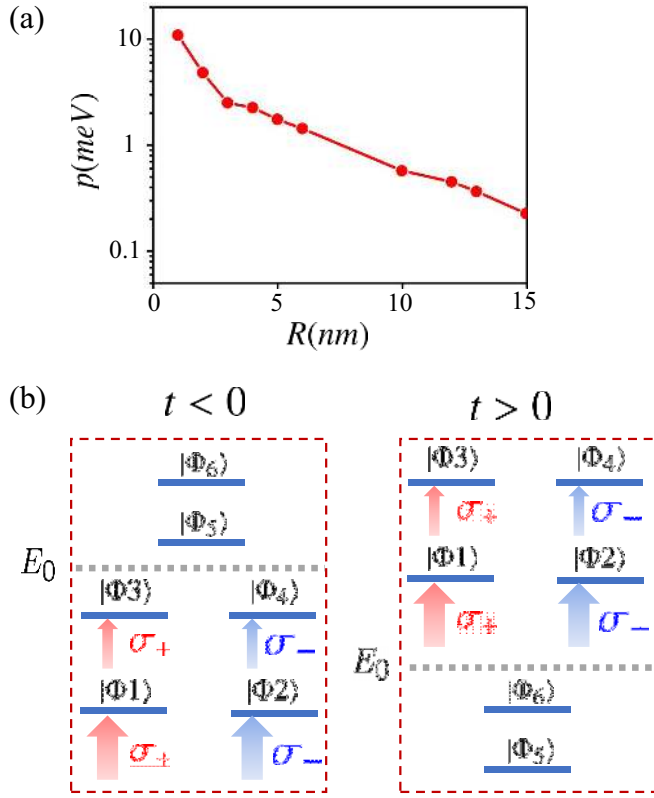 (a)
10
1
0.1
p(meV)
0
5
10
15
R(nm)
(b)
t < 0
t > 0
|Φ6⟩
|Φ5⟩
E0
|Φ3⟩
|Φ4⟩
σ+
σ−
|Φ1⟩
|Φ2⟩
σ+
σ−
|Φ3⟩
|Φ4⟩
σ+
σ−
|Φ1⟩
|Φ2⟩
σ+
σ−
E0
|Φ6⟩
|Φ5⟩